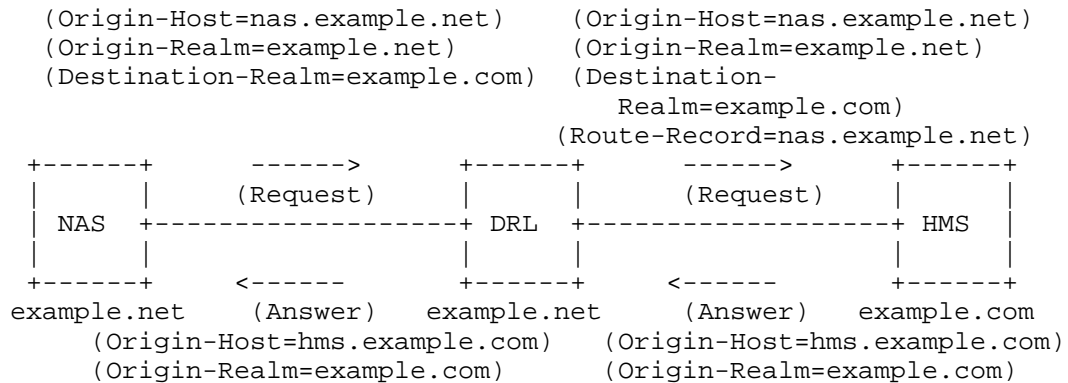 (Origin-Host=nas.example.net)    (Origin-Host=nas.example.net)
(Origin-Realm=example.net)       (Origin-Realm=example.net)
(Destination-Realm=example.com)  (Destination-
Realm=example.com)
(Route-Record=nas.example.net)
+------+      ------>      +------+      ------>      +------+
|      |     (Request)     |      |     (Request)     |      |
| NAS  +-------------------+ DRL  +-------------------+ HMS  |
|      |                   |      |                   |      |
+------+     <------       +------+     <------       +------+
example.net    (Answer)   example.net    (Answer)   example.com
(Origin-Host=hms.example.com)   (Origin-Host=hms.example.com)
(Origin-Realm=example.com)      (Origin-Realm=example.com)